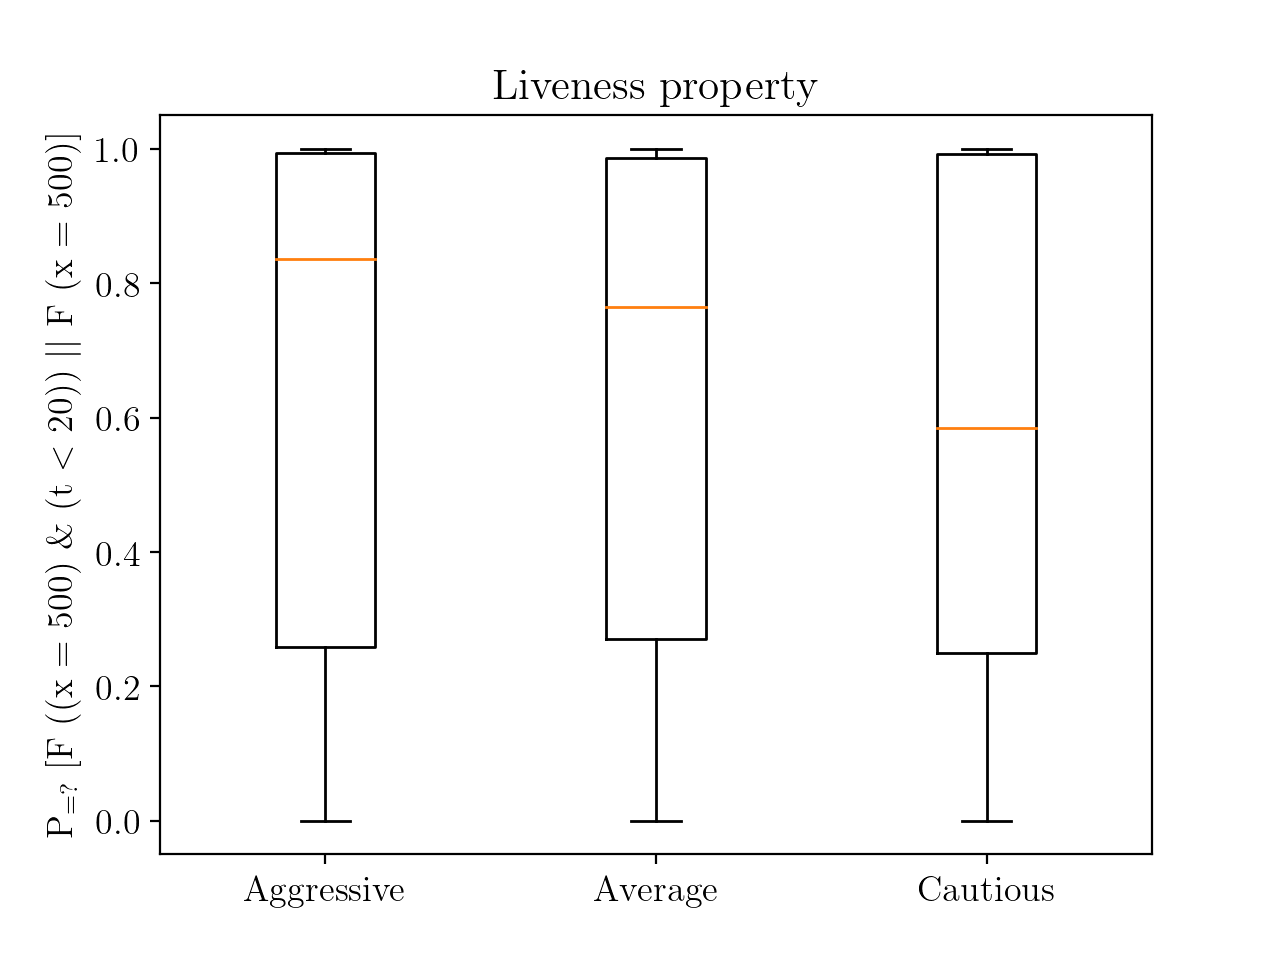 Liveness property
P=? [F ((x = 500) & (t < 20)) || F (x = 500)]
1.0
0.8
0.6
0.4
0.2
0.0
Aggressive Average Cautious